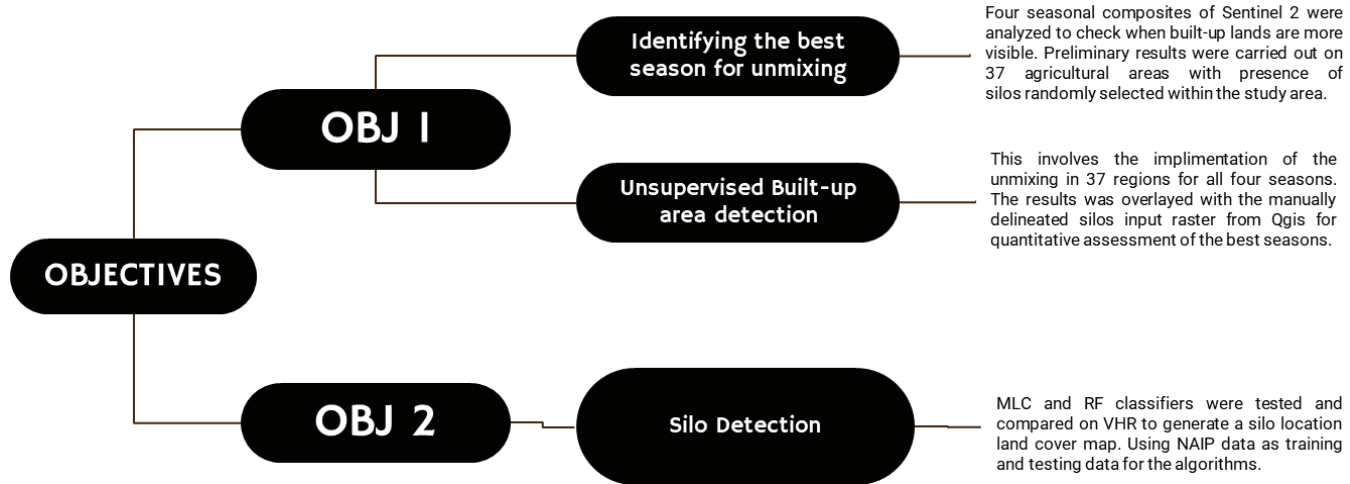 OBJECTIVES
OBJ 1
Identifying the best
season for unmixing
Four seasonal composites of Sentinel 2 were
analyzed to check when built-up lands are more
visible. Preliminary results were carried out on
37 agricultural areas with presence of
silos randomly selected within the study area.
Unsupervised Built-up
area detection
This involves the implimentation of the
unmixing in 37 regions for all four seasons.
The results was overlayed with the manually
delineated silos input raster from Qgis for
quantitative assessment of the best seasons.
OBJ 2
Silo Detection
MLC and RF classifiers were tested and
compared on VHR to generate a silo location
land cover map. Using NAIP data as training
and testing data for the algorithms.